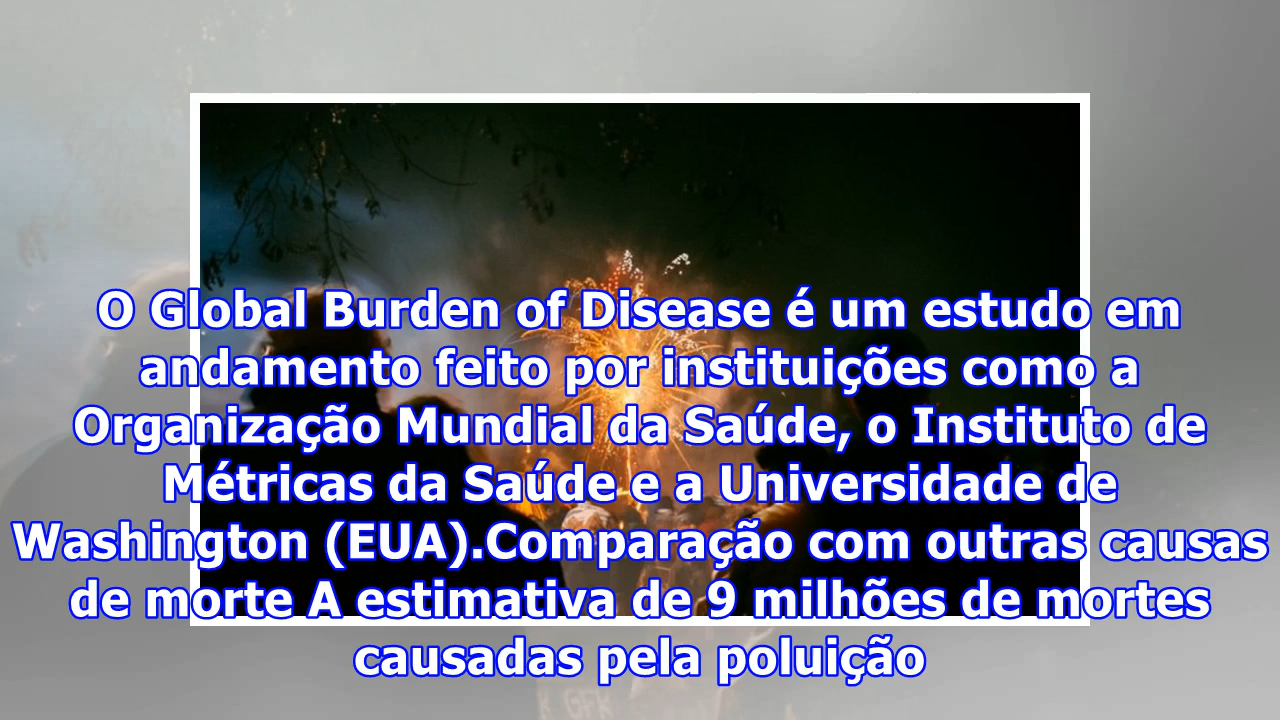 O Global Burden of Disease é um estudo em
andamento feito por instituições como a
Organização Mundial da Saúde, o Instituto de
Métricas da Saúde e a Universidade de
Washington (EUA).Comparação com outras causas
de morte A estimativa de 9 milhões de mortes
causadas pela poluição